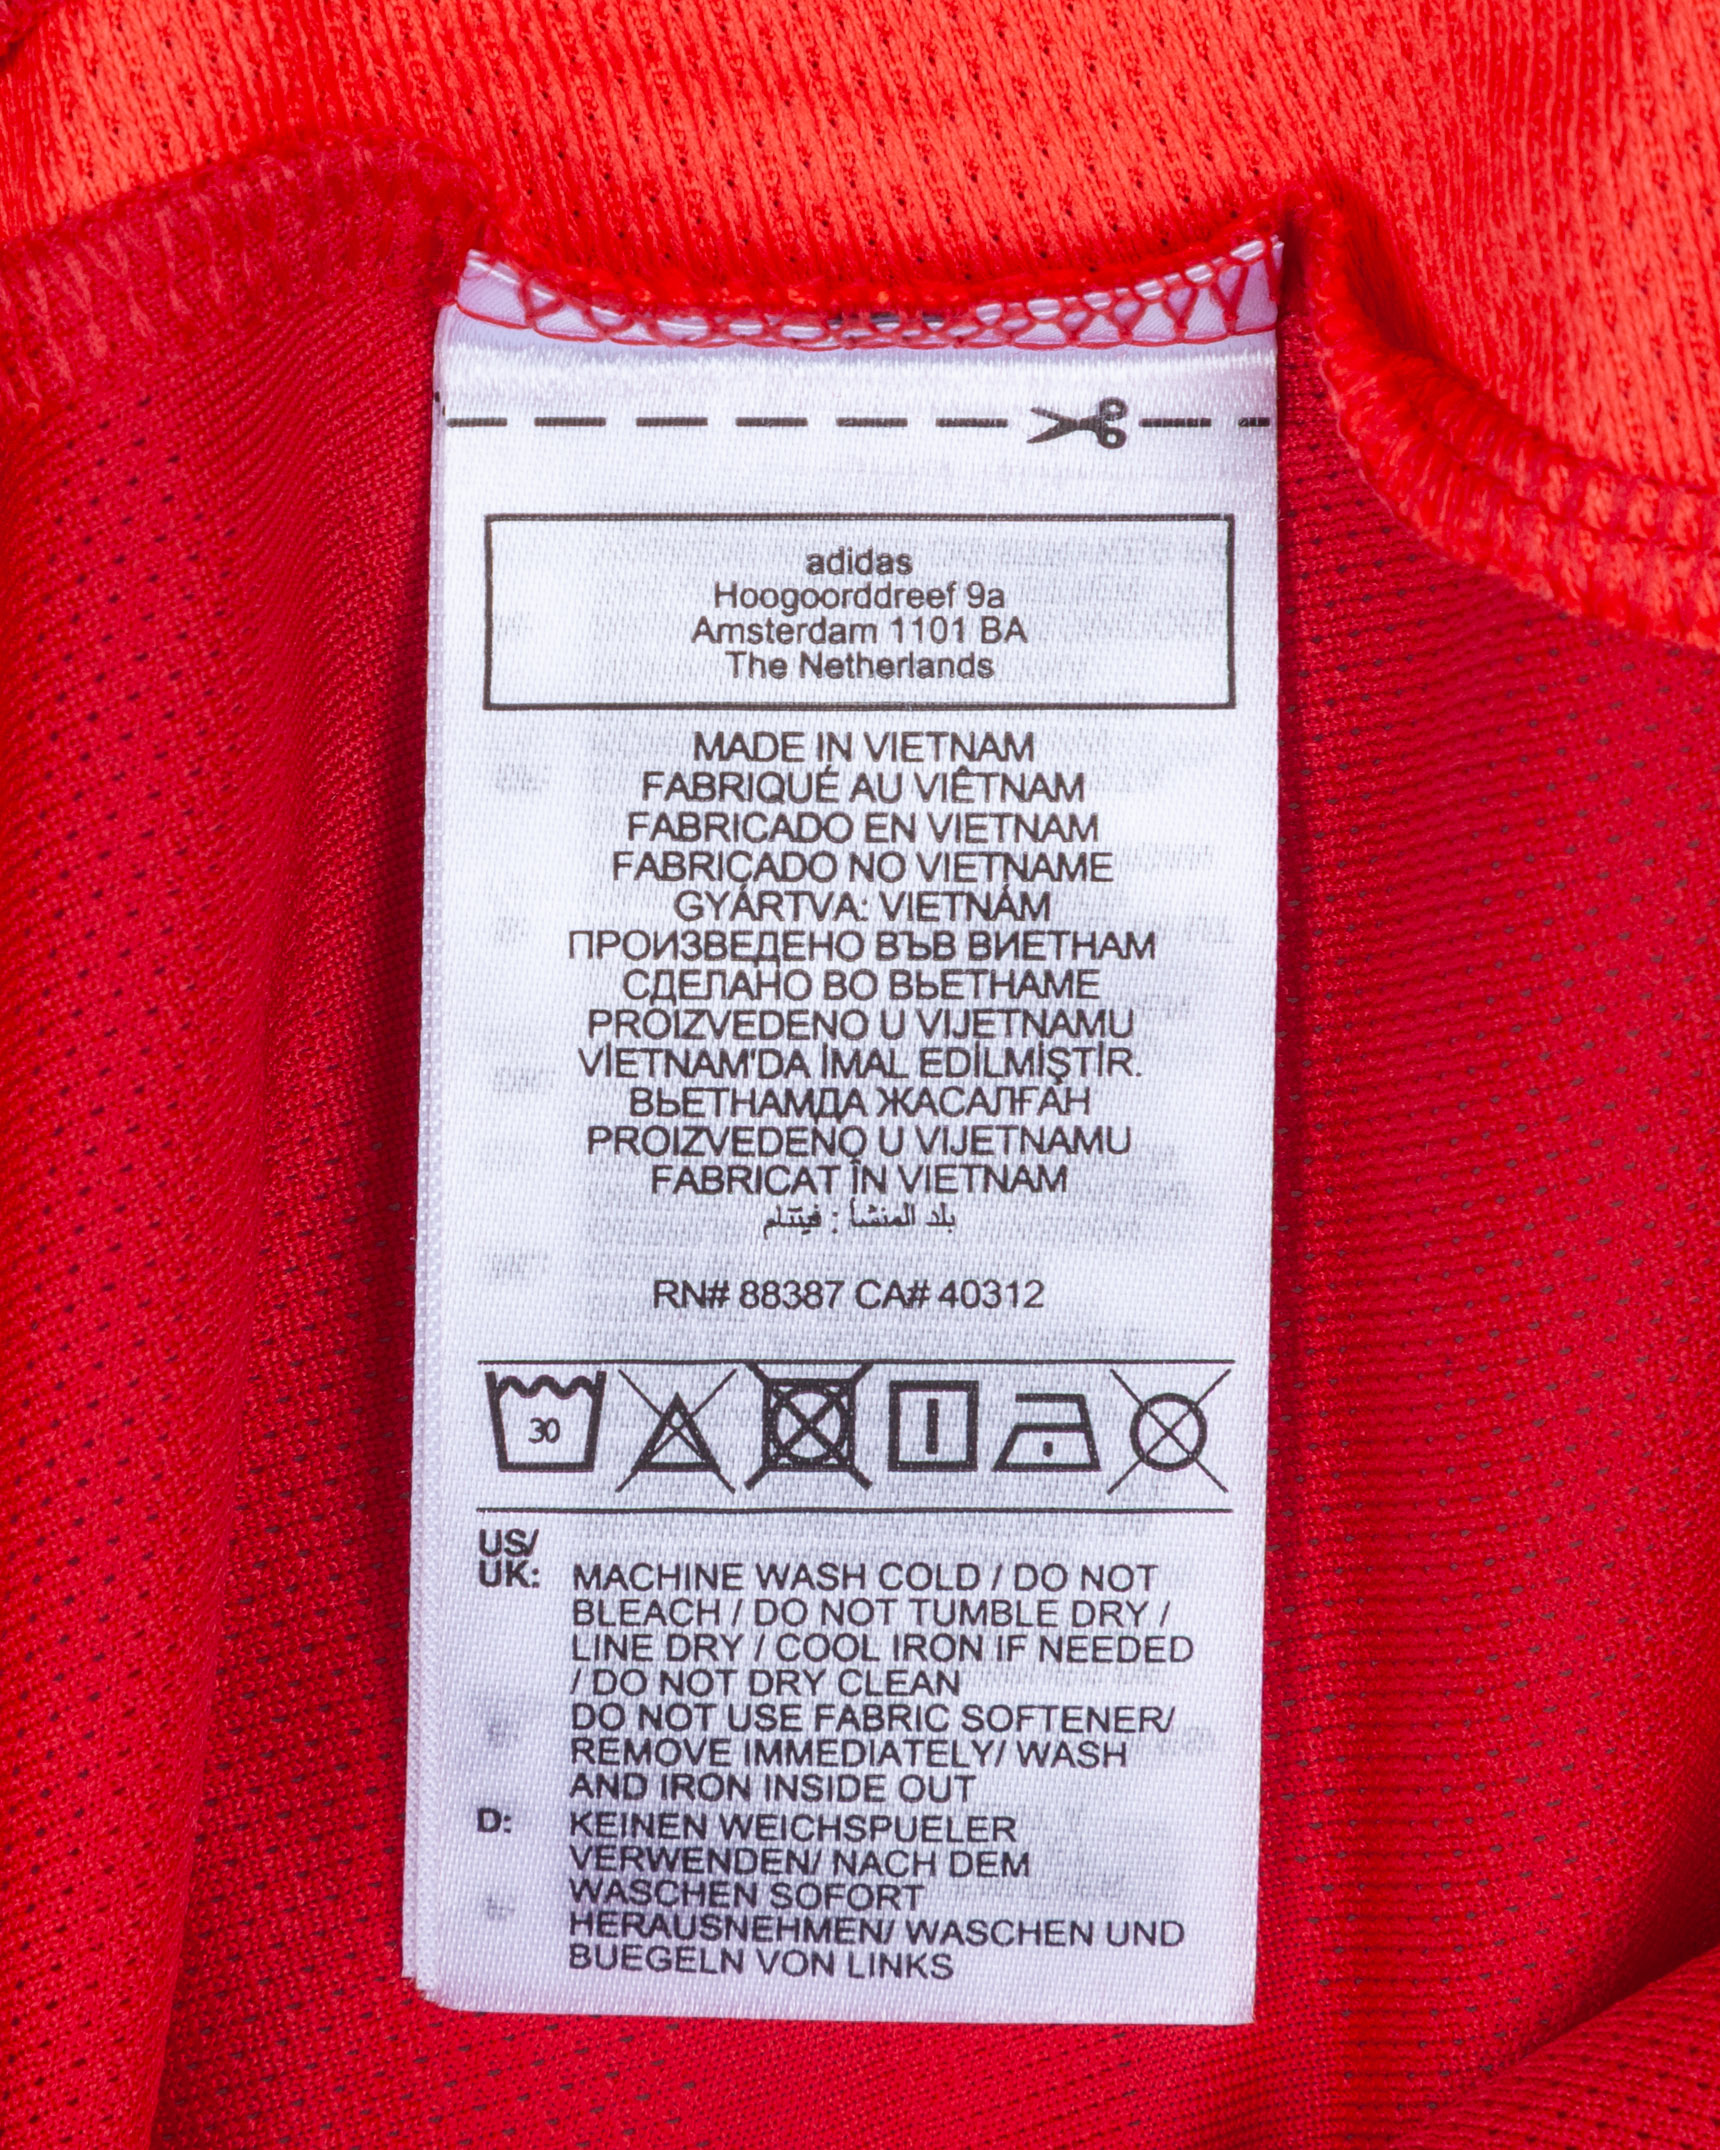 adidas
Hoogoorddreef 9a
Amsterdam 1101 BA
The Netherlands
MADE IN VIETNAM
FABRIQUÉ AU VIÊTNAM
FABRICADO EN VIETNAM
FABRICADO NO VIETNAME
GYÁRTVA: VIETNÁM
ПРОИЗВЕДЕНО ВЪВ ВИЕТНАМ
СДЕЛАНО ВО ВЬЕТНАМЕ
PROIZVEDENO U VIJETNAMU
VİETNAM'DA İMAL EDİLMİŞTİR.
ВЬЕТНАМДА ЖАСАЛҒАН
PROIZVEDENO U VIJETNAMU
FABRICAT ÎN VIETNAM
بلد المنشأ : فيتنام
RN# 88387 CA# 40312
30
US/
UK: MACHINE WASH COLD / DO NOT
BLEACH / DO NOT TUMBLE DRY /
LINE DRY / COOL IRON IF NEEDED
/ DO NOT DRY CLEAN
DO NOT USE FABRIC SOFTENER/
REMOVE IMMEDIATELY/ WASH
AND IRON INSIDE OUT
D: KEINEN WEICHSPUELER
VERWENDEN/ NACH DEM
WASCHEN SOFORT
HERAUSNEHMEN/ WASCHEN UND
BUEGELN VON LINKS